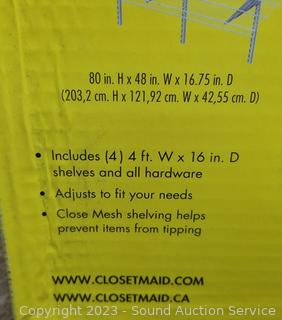 80 in. H x 48 in. W x 16.75 in. D
(203,2 cm. H x 121,92 cm. W x 42,55 cm. D)
• Includes (4) 4 ft. W x 16 in. D
shelves and all hardware
• Adjusts to fit your needs
• Close Mesh shelving helps
prevent items from tipping
WWW.CLOSETMAID.COM
WWW.CLOSETMAID.CA
Copyright 2023 - Sound Auction Service